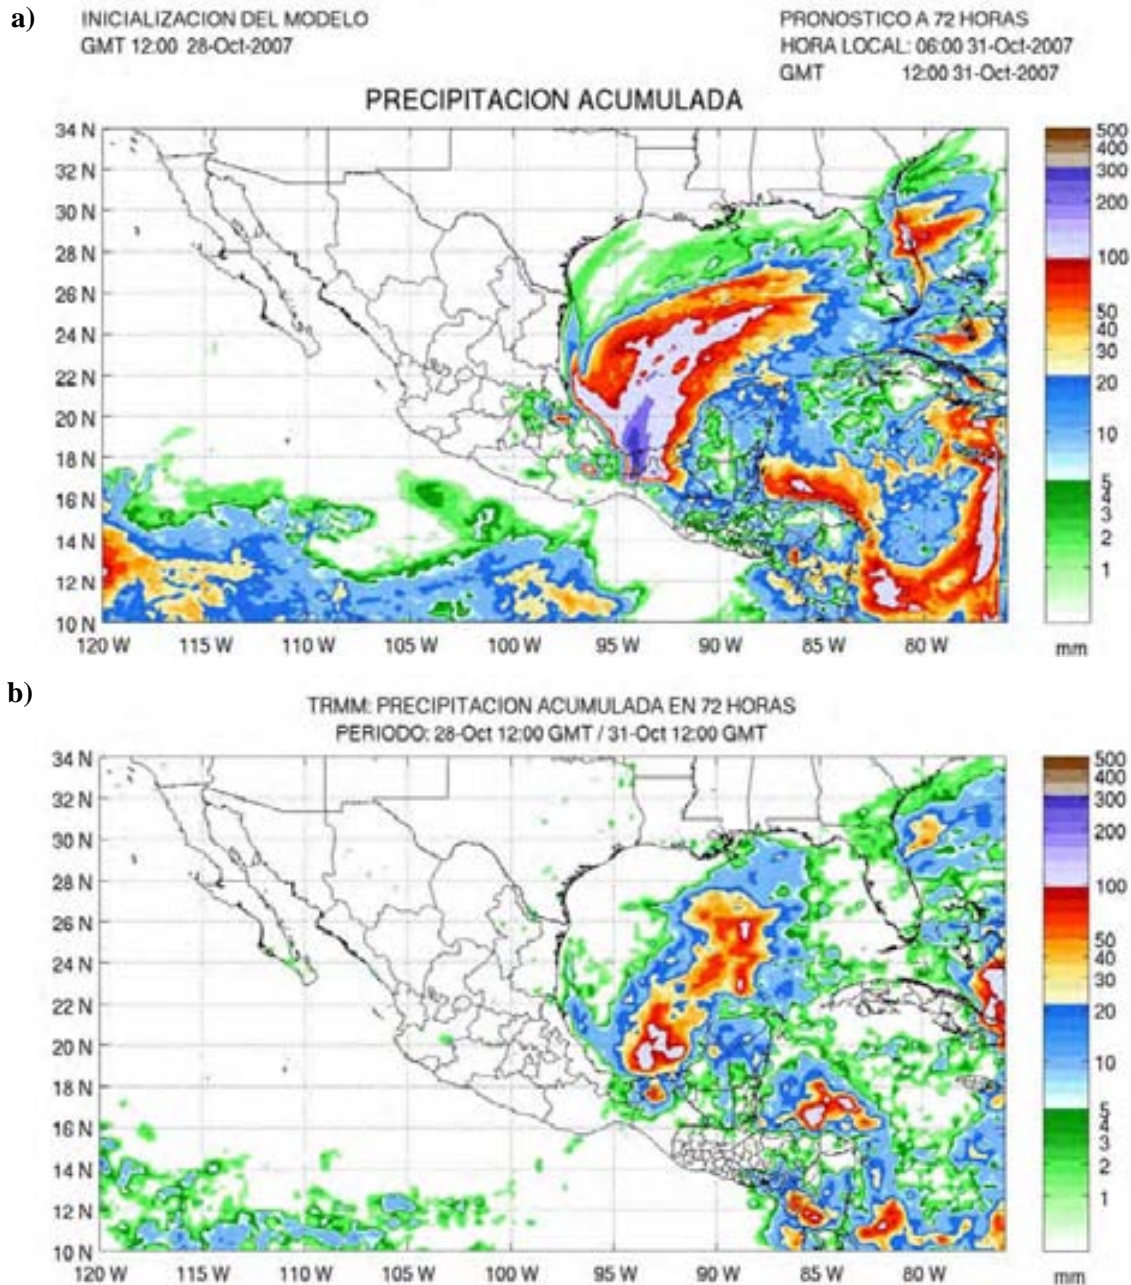 a)
INICIALIZACION DEL MODELO
GMT 12:00 28-Oct-2007
PRONOSTICO A 72 HORAS
HORA LOCAL: 06:00 31-Oct-2007
GMT 12:00 31-Oct-2007
PRECIPITACION ACUMULADA
34 N
32 N
30 N
28 N
26 N
24 N
22 N
20 N
18 N
16 N
14 N
12 N
10 N
120 W 115 W 110 W 105 W 100 W 95 W 90 W 85 W 80 W
500
400
300
200
100
50
40
30
20
10
5
4
3
2
1
mm
b)
TRMM: PRECIPITACION ACUMULADA EN 72 HORAS
PERIODO: 28-Oct 12:00 GMT / 31-Oct 12:00 GMT
34 N
32 N
30 N
28 N
26 N
24 N
22 N
20 N
18 N
16 N
14 N
12 N
10 N
120 W 115 W 110 W 105 W 100 W 95 W 90 W 85 W 80 W
500
400
300
200
100
50
40
30
20
10
5
4
3
2
1
mm